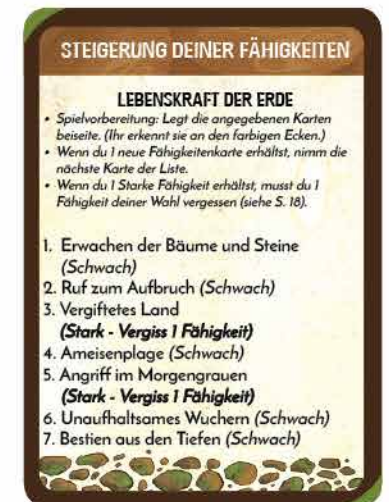 STEIGERUNG DEINER FÄHIGKEITEN
LEBENSKRAFT DER ERDE
• Spielvorbereitung: Legt die angegebenen Karten
beiseite. (Ihr erkennt sie an den farbigen Ecken.)
• Wenn du 1 neue Fähigkeitenkarte erhältst, nimm die
nächste Karte der Liste.
• Wenn du 1 Starke Fähigkeit erhältst, musst du 1
Fähigkeit deiner Wahl vergessen (siehe S. 18).
1. Erwachen der Bäume und Steine
(Schwach)
2. Ruf zum Aufbruch (Schwach)
3. Vergiftetes Land
(Stark - Vergiss 1 Fähigkeit)
4. Ameisenplage (Schwach)
5. Angriff im Morgengrauen
(Stark - Vergiss 1 Fähigkeit)
6. Unaufhaltsames Wuchern (Schwach)
7. Bestien aus den Tiefen (Schwach)